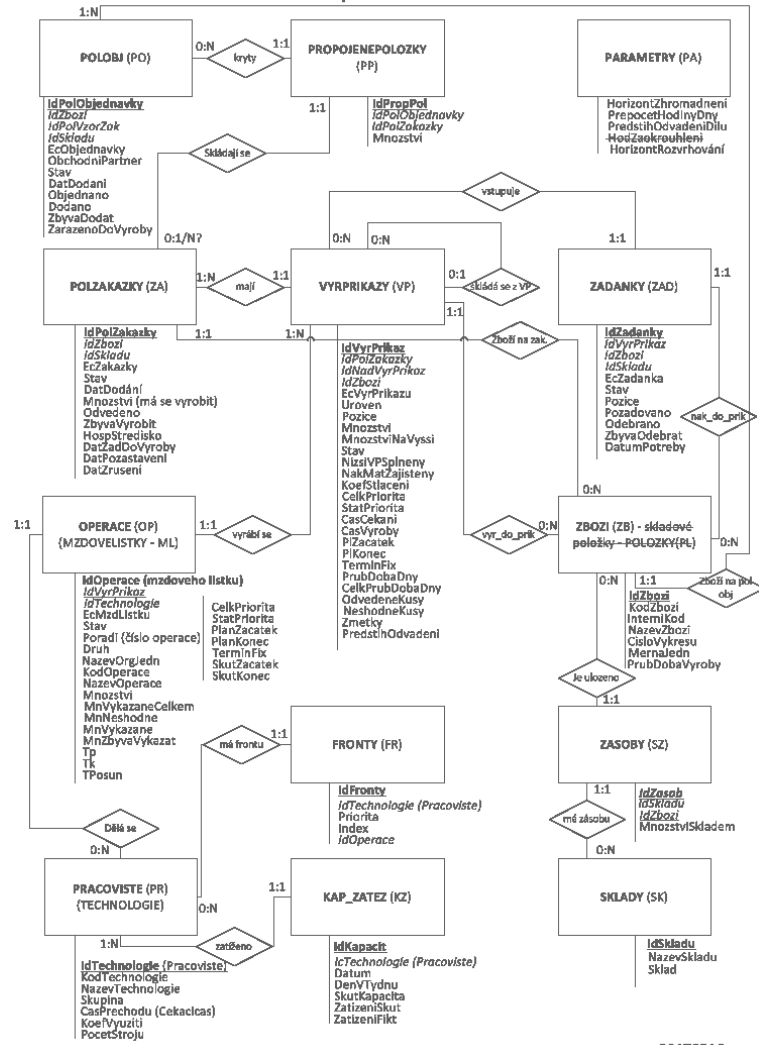 1:N
POLOBJ (PO)
0:N
kryty
1:1
PROPOJENEPOLOZKY
(PP)
PARAMETRY (PA)
IdPolObjednavky
IdZbozi
IdPolVzorZak
IdSkladu
EcObjednavky
ObchodniPartner
Stav
DatDodani
Objednano
Dodano
ZbyvaDodat
ZarazenoDoVyroby
1:1
IdPropPol
IdPolObjednavky
IdPolZakazky
Mnozstvi
HorizontZhromadneni
PrepocetHodinyDny
PredstihOdvadeniDilu
HodZaokrouhleni
HorizontRozvrhování
Skládají se
vstupuje
0:1/N?
0:N
0:N
1:1
POLZAKAZKY (ZA)
1:N
mají
1:1
VYRPRIKAZY (VP)
0:1
skládá se z VP
1:1
ZADANKY (ZAD)
1:1
1:1
1:N
Zboží na zak.
IdPolZakazky
IdZbozi
IdSkladu
EcZakazky
Stav
DatDodání
Mnozstvi (má se vyrobit)
Odvedeno
ZbyvaVyrobit
HospStredisko
DatZadDoVyroby
DatPozastaveni
DatZruseni
IdVyrPrikaz
IdPolZakazky
IdNadVyrPrikaz
IdZbozi
EcVyrPrikazu
Uroven
Pozice
Mnozstvi
MnozstviNaVyssi
Stav
NizsiVPSplneny
NakMatZajisteny
KoefStlaceni
CelkPriorita
StatPriorita
CasCekani
CasVyroby
PlZacatek
PlKonec
TerminFix
PrubDobaDny
CelkPrubDobaDny
OdvedeneKusy
NeshodneKusy
Zmetky
PredstihOdvadeni
IdZadanky
IdVyrPrikaz
IdZbozi
IdSkladu
EcZadanka
Stav
Pozice
Pozadovano
Odebrano
ZbyvaOdebrat
DatumPotreby
nak_do_prik
0:N
1:1
OPERACE (OP)
(MZDOVELISTKY - ML)
1:1
vyrábí se
vyr_do_prik
0:N
ZBOZI (ZB) - skladové
položky - POLOZKY(PL)
0:N
IdOperace (mzdoveho listku)
IdVyrPrikaz
IdTechnologie
EcMzdListku
Stav
Poradi (číslo operace)
Druh
NazevOrgJedn
KodOperace
NazevOperace
Mnozstvi
MnVykazaneCelkem
MnNeshodne
MnVykazane
MnZbyvaVykazat
Tp
Tk
TPosun
CelkPriorita
StatPriorita
PlanZacatek
PlanKonec
TerminFix
SkutZacatek
SkutKonec
0:N
1:1
Zboží na pol
obj
IdZbozi
KodZbozi
InterniKod
NazevZbozi
CisloVykresu
MernaJedn
PrubDobaVyroby
Je ulozeno
1:1
má frontu
1:1
FRONTY (FR)
ZASOBY (SZ)
1:1
IdFronty
IdTechnologie (Pracoviste)
Priorita
Index
IdOperace
IdZasob
IdSkladu
IdZbozi
MnozstviSkladem
má zásobu
Dělá se
0:N
0:N
PRACOVISTE (PR)
(TECHNOLOGIE)
0:N
1:1
KAP_ZATEZ (KZ)
SKLADY (SK)
1:N
zatíženo
IdTechnologie (Pracoviste)
KodTechnologie
NazevTechnologie
Skupina
CasPrechodu (Cekacicas)
KoefVyuziti
PocetStroju
IdKapacit
IcTechnologie (Pracoviste)
Datum
DenVTydnu
SkutKapacita
ZatizeniSkut
ZatizeniFikt
IdSkladu
NazevSkladu
Sklad